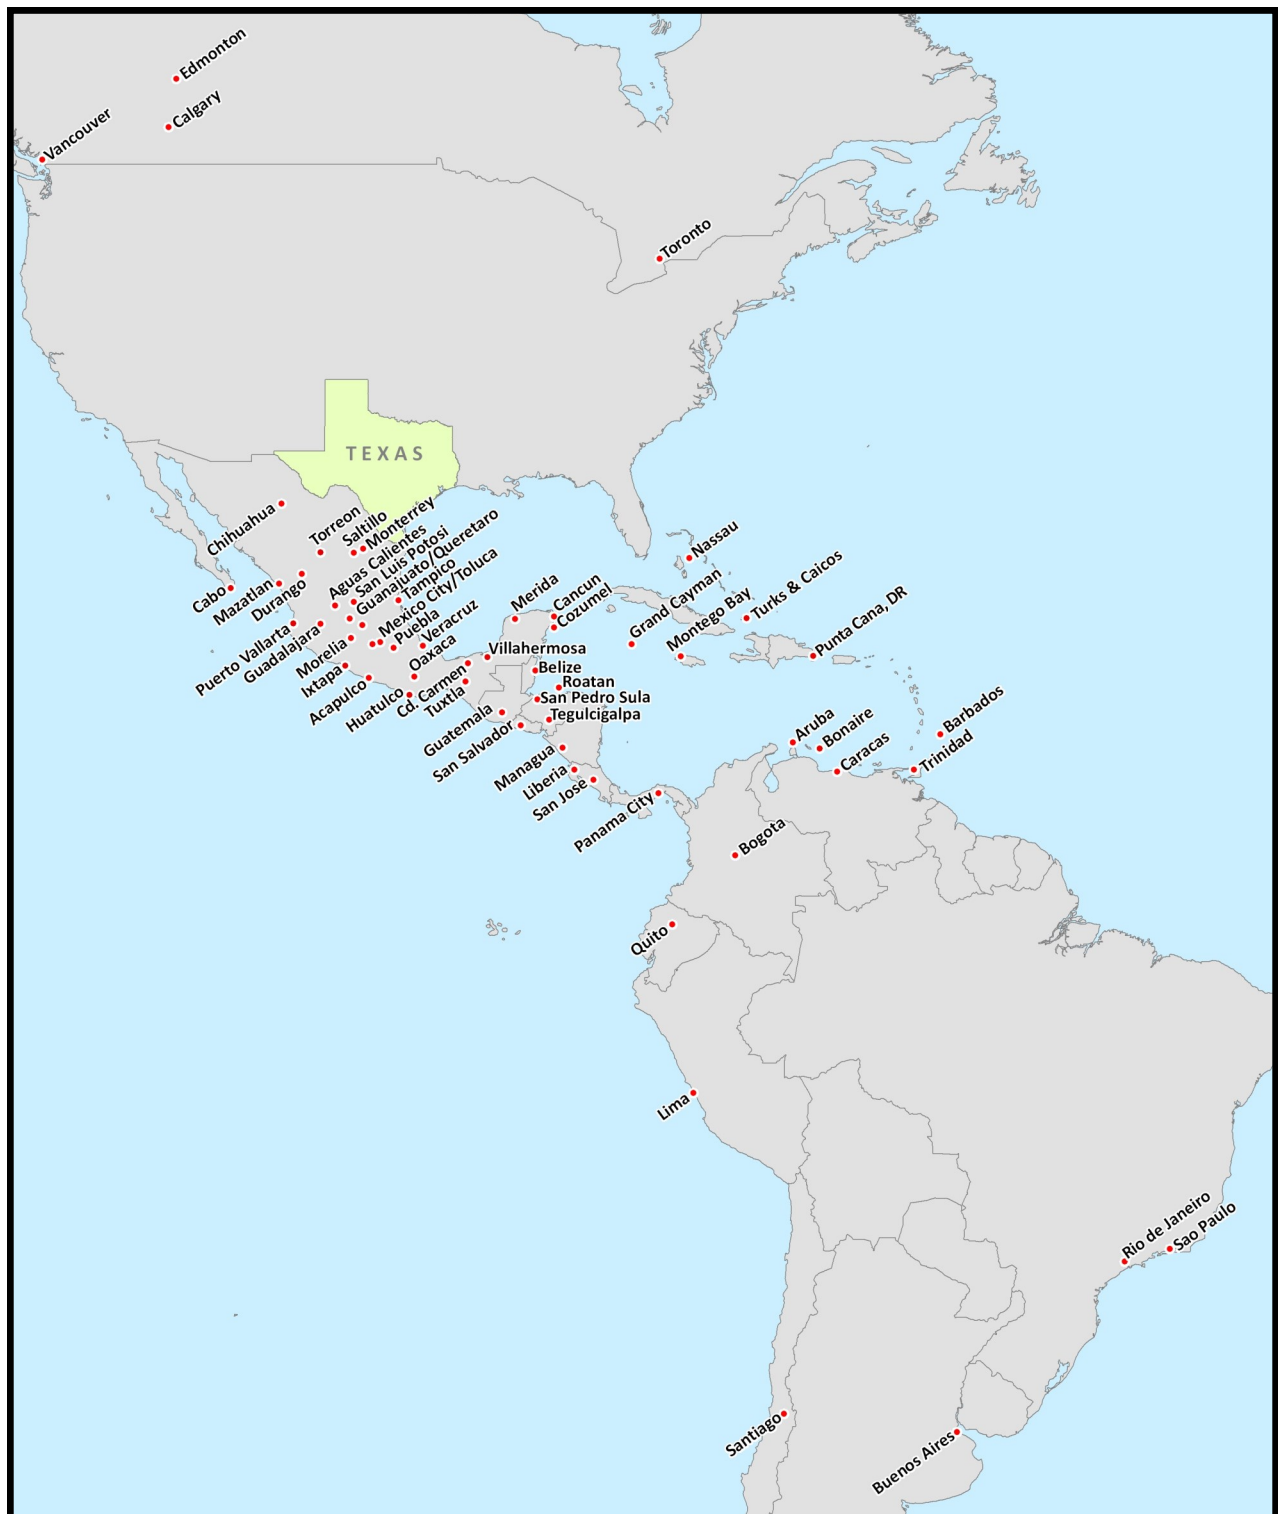 Edmonton
Calgary
Vancouver
Toronto
TEXAS
Chihuahua
Torreon
Saltillo
Monterrey
Aguas Calientes
San Luis Potosi
Guanajuato/Queretaro
Tampico
Mexico City/Toluca
Puebla
Veracruz
Oaxaca
Cabo
Mazatlan
Durango
Puerto Vallarta
Guadalajara
Morelia
Ixtapa
Acapulco
Huatulco
Cd. Carmen
Tuxtla
Villahermosa
Merida
Cancun
Cozumel
Nassau
Grand Cayman
Montego Bay
Turks & Caicos
Punta Cana, DR
Belize
Roatan
San Pedro Sula
Tegulcigalpa
Guatemala
San Salvador
Managua
Liberia
San Jose
Panama City
Aruba
Bonaire
Caracas
Barbados
Trinidad
Bogota
Quito
Lima
Rio de Janeiro
Sao Paulo
Santiago
Buenos Aires